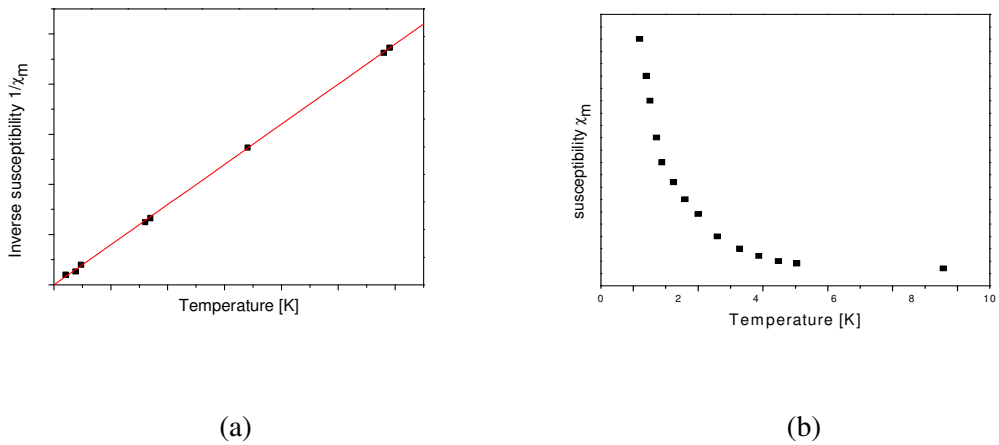 Inverse susceptibility 1/χm
Temperature [K]
susceptibility χm
0 2 4 6 8 10
Temperature [K]
(a)
(b)